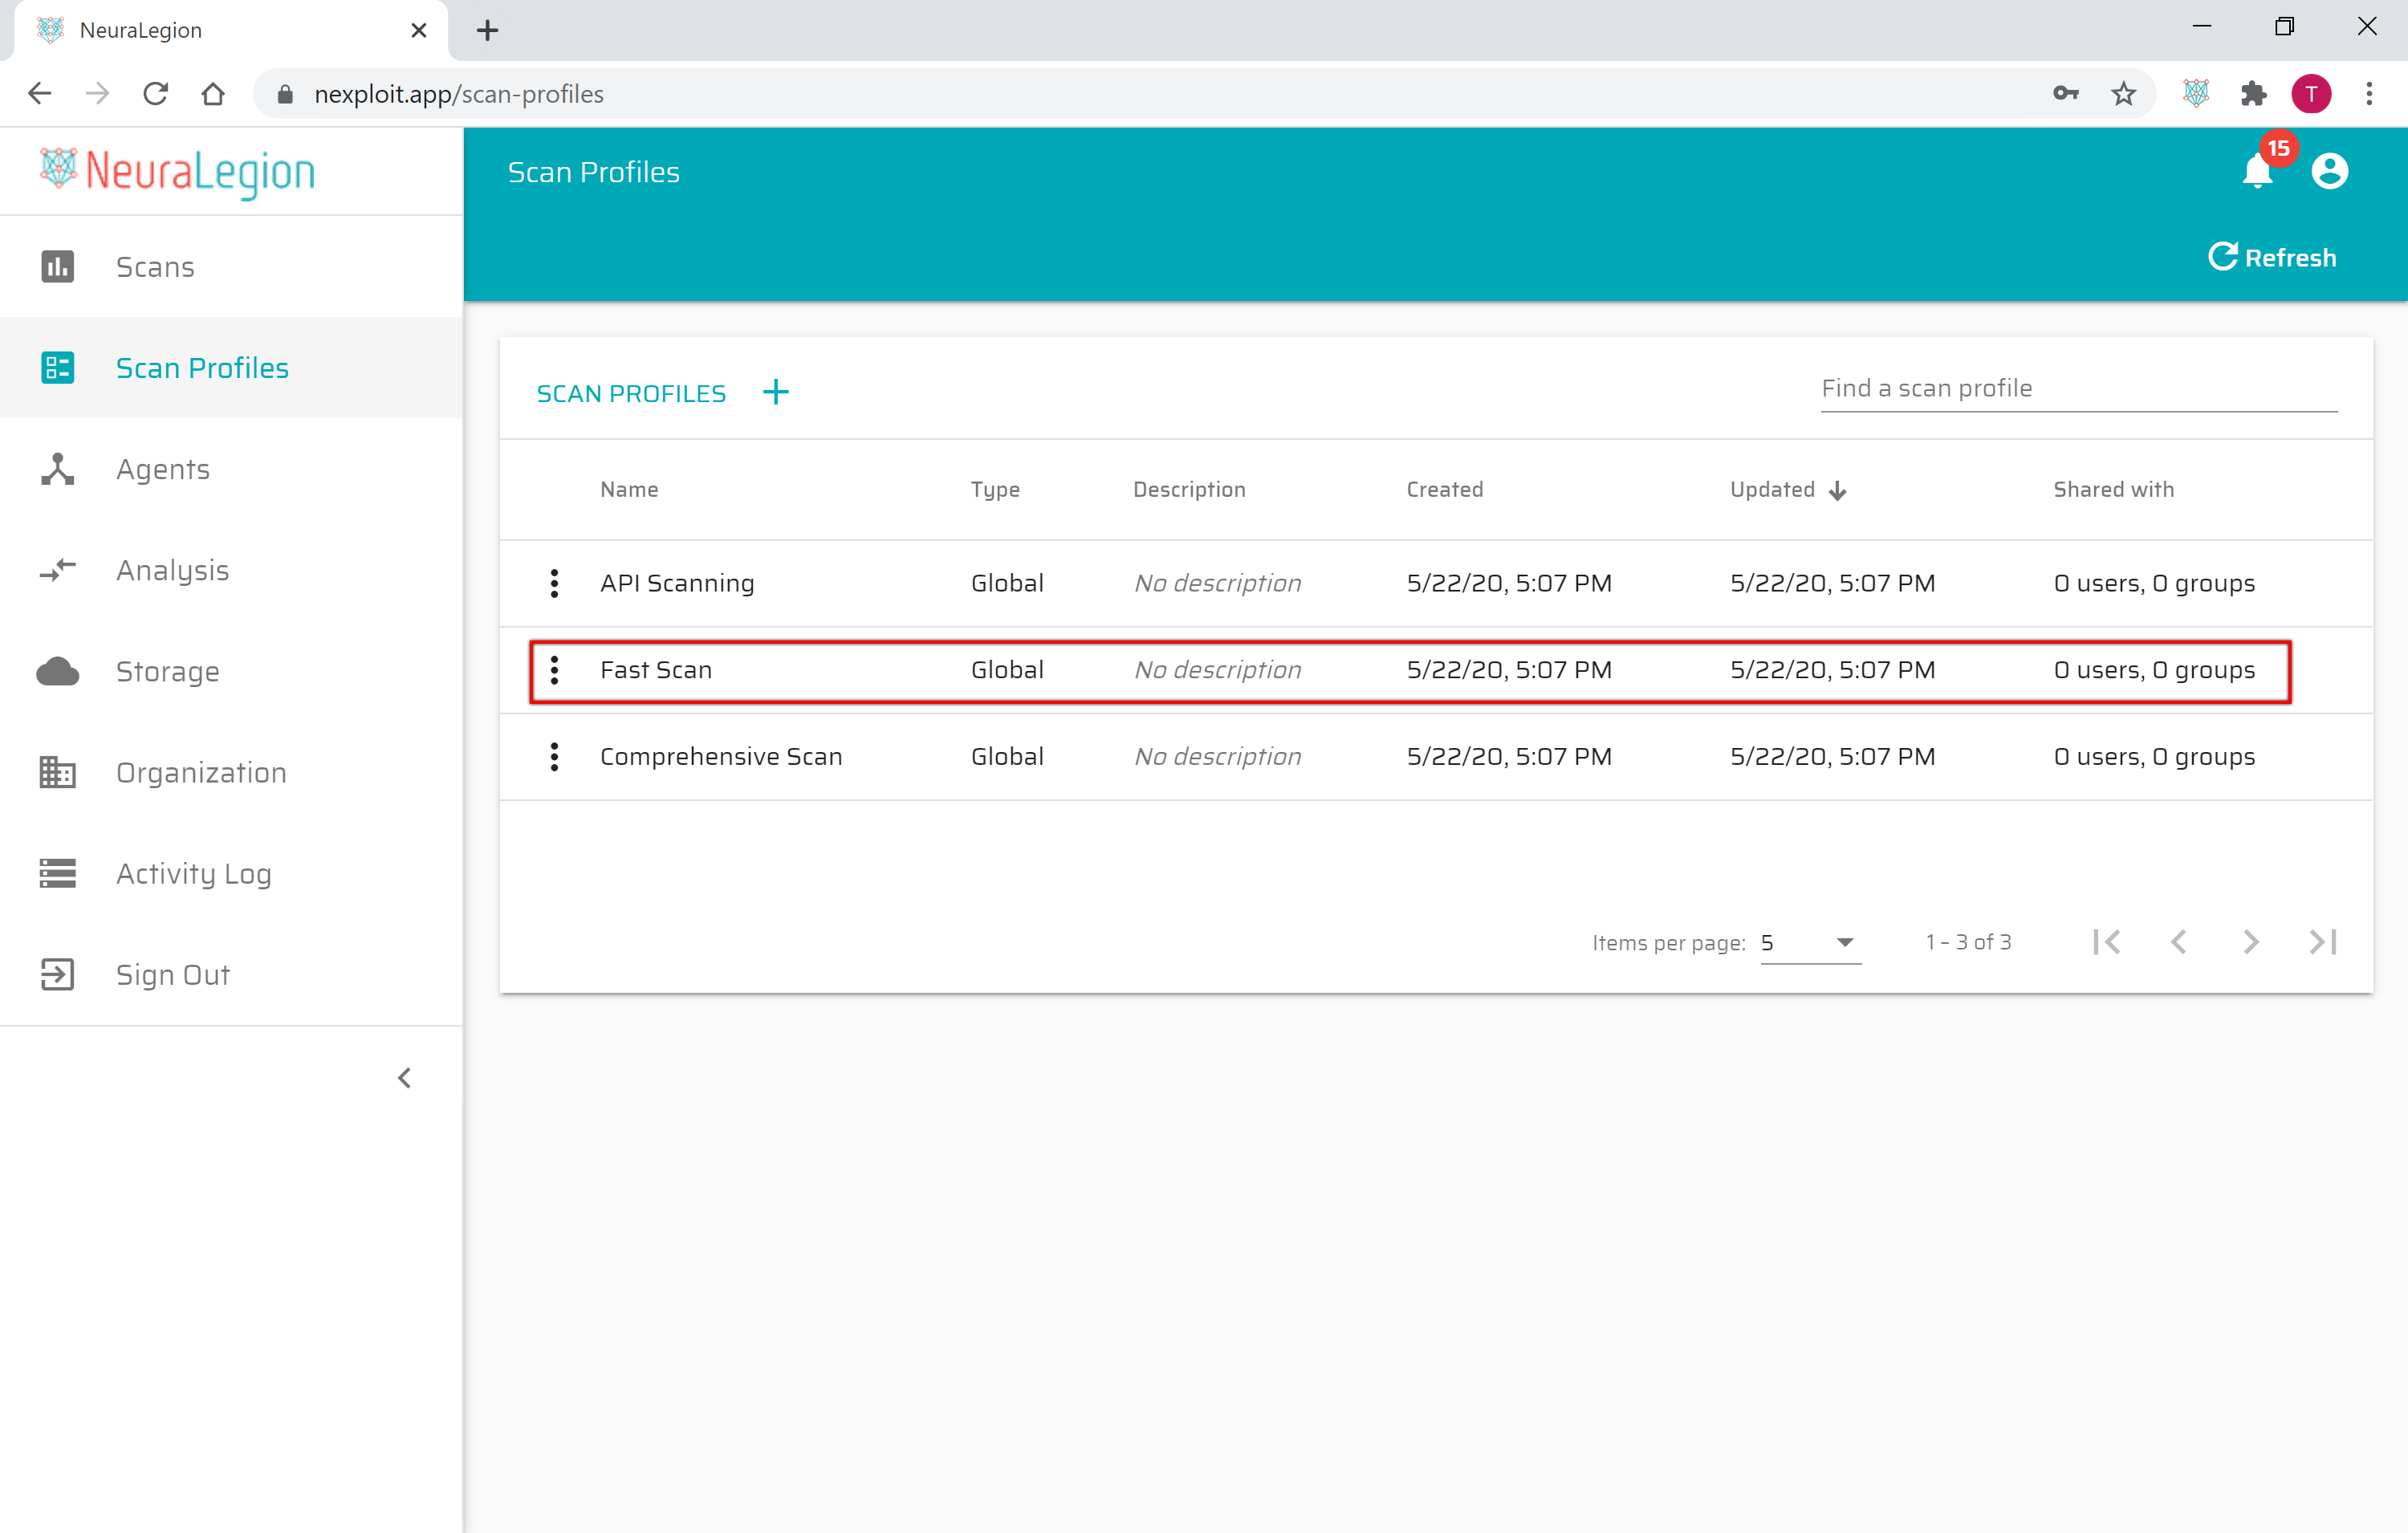 NeuraLegion
nexploit.app/scan-profiles
T
NeuraLegion
Scan Profiles
15
Refresh
Scans
Scan Profiles
Agents
Analysis
Storage
Organization
Activity Log
Sign Out
SCAN PROFILES +
Find a scan profile
Name Type Description Created Updated Shared with
API Scanning Global No description 5/22/20, 5:07 PM 5/22/20, 5:07 PM 0 users, 0 groups
Fast Scan Global No description 5/22/20, 5:07 PM 5/22/20, 5:07 PM 0 users, 0 groups
Comprehensive Scan Global No description 5/22/20, 5:07 PM 5/22/20, 5:07 PM 0 users, 0 groups
Items per page: 5 1 – 3 of 3